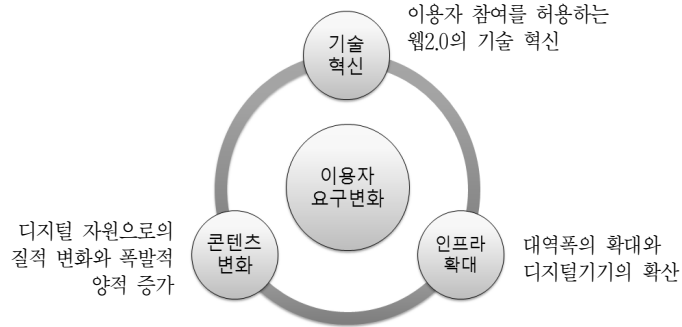 기술
혁신
이용자 참여를 허용하는
웹2.0의 기술 혁신
이용자
요구변화
디지털 자원으로의
질적 변화와 폭발적
양적 증가
콘텐츠
변화
인프라
확대
대역폭의 확대와
디지털기기의 확산